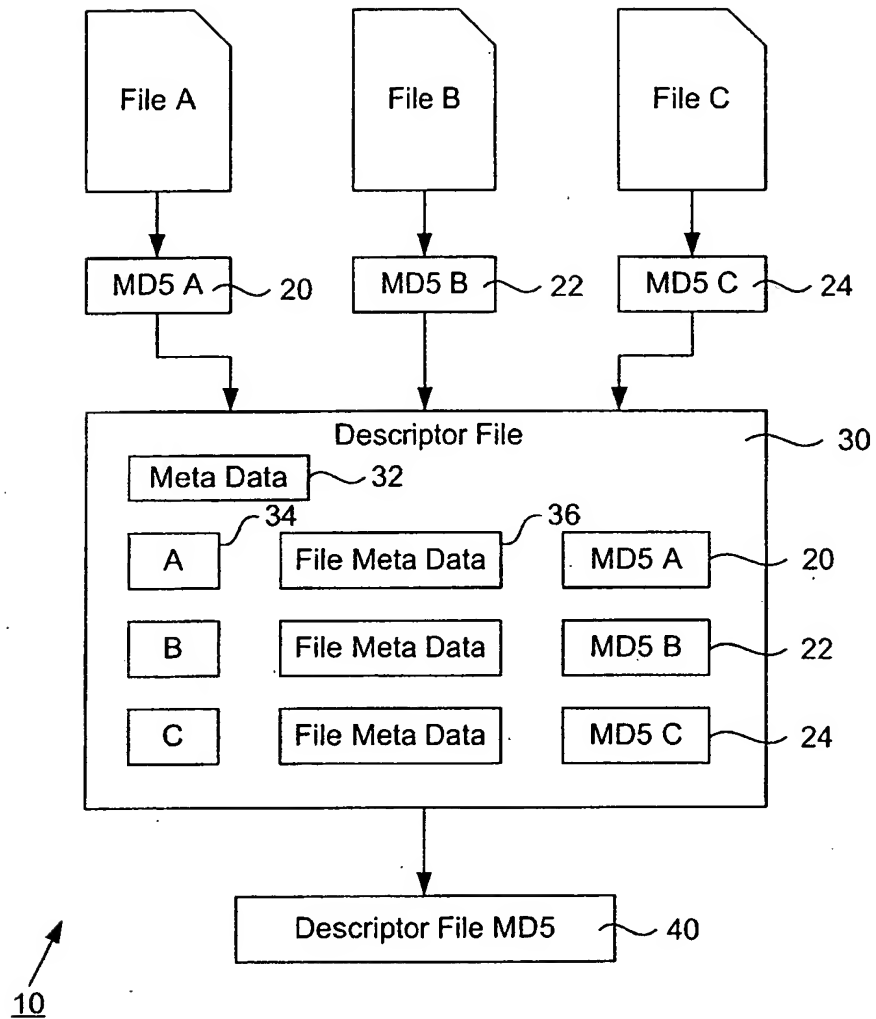 File A
File B
File C
MD5 A
20
MD5 B
22
MD5 C
24
Descriptor File
30
Meta Data
32
34
36
A
File Meta Data
MD5 A
20
B
File Meta Data
MD5 B
22
C
File Meta Data
MD5 C
24
Descriptor File MD5
40
10